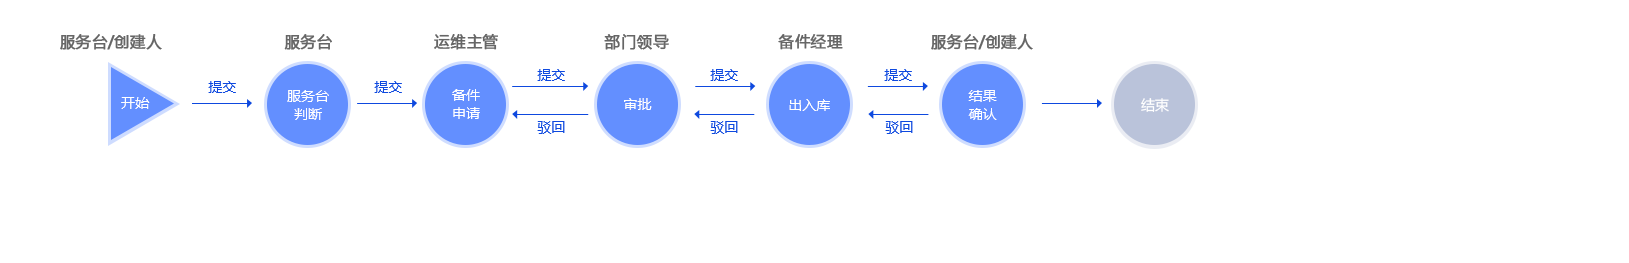 服务台/创建人
服务台
运维主管
部门领导
备件经理
服务台/创建人
开始
提交
服务台
判断
提交
备件
申请
提交
驳回
审批
提交
驳回
出入库
提交
驳回
结果
确认
结束